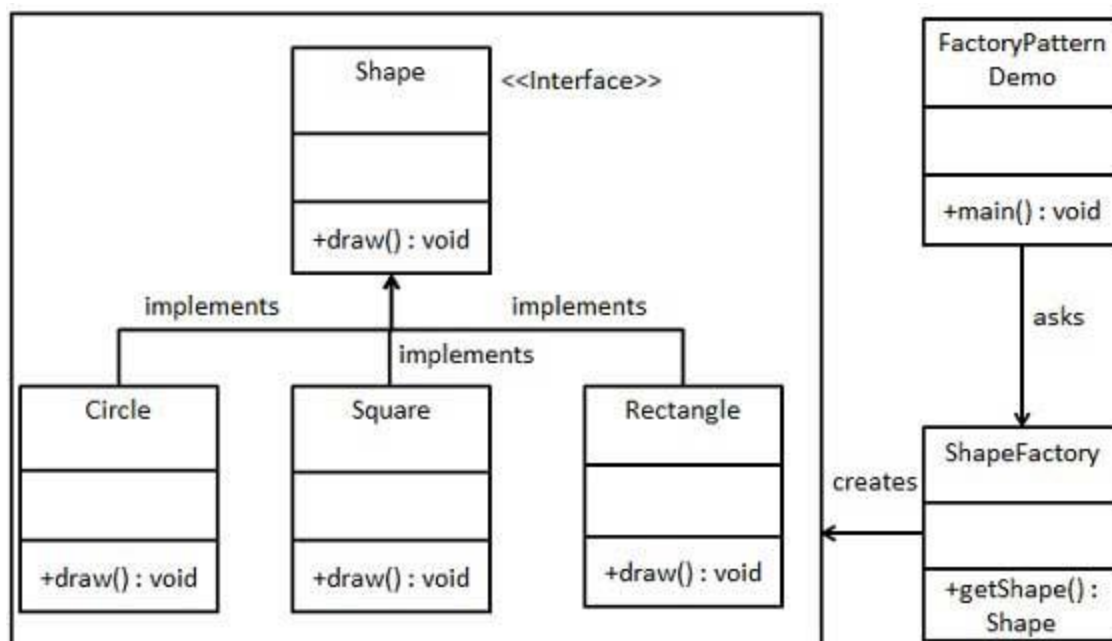 Shape
<<Interface>>
+draw() : void
implements
implements
implements
Circle
+draw() : void
Square
+draw() : void
Rectangle
+draw() : void
FactoryPattern
Demo
+main() : void
asks
creates
ShapeFactory
+getShape() :
Shape